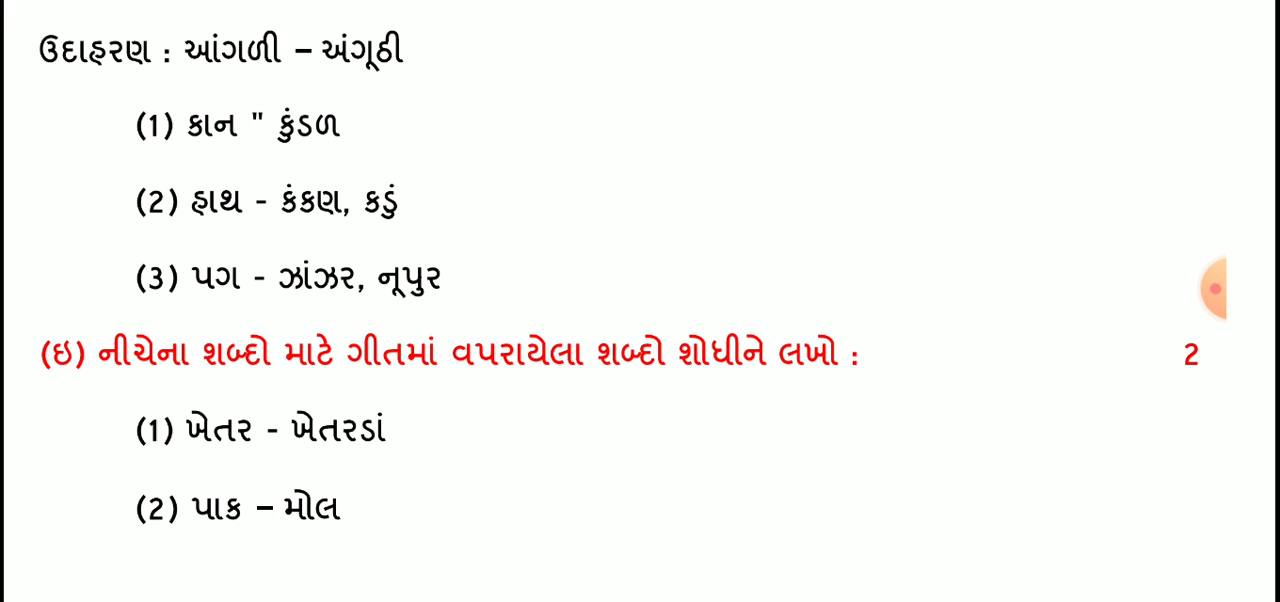 ઉદાહરણ : આંગળી – અંગૂઠી
(1) કાન " કુંડળ
(2) હાથ - કંકણ, કડું
(૩) પગ - ઝાંઝર, નૂપુર
(ઇ) નીચેના શબ્દો માટે ગીતમાં વપરાયેલા શબ્દો શોધીને લખો : 2
(1) ખેતર - ખેતરડાં
(2) પાક – મોલ